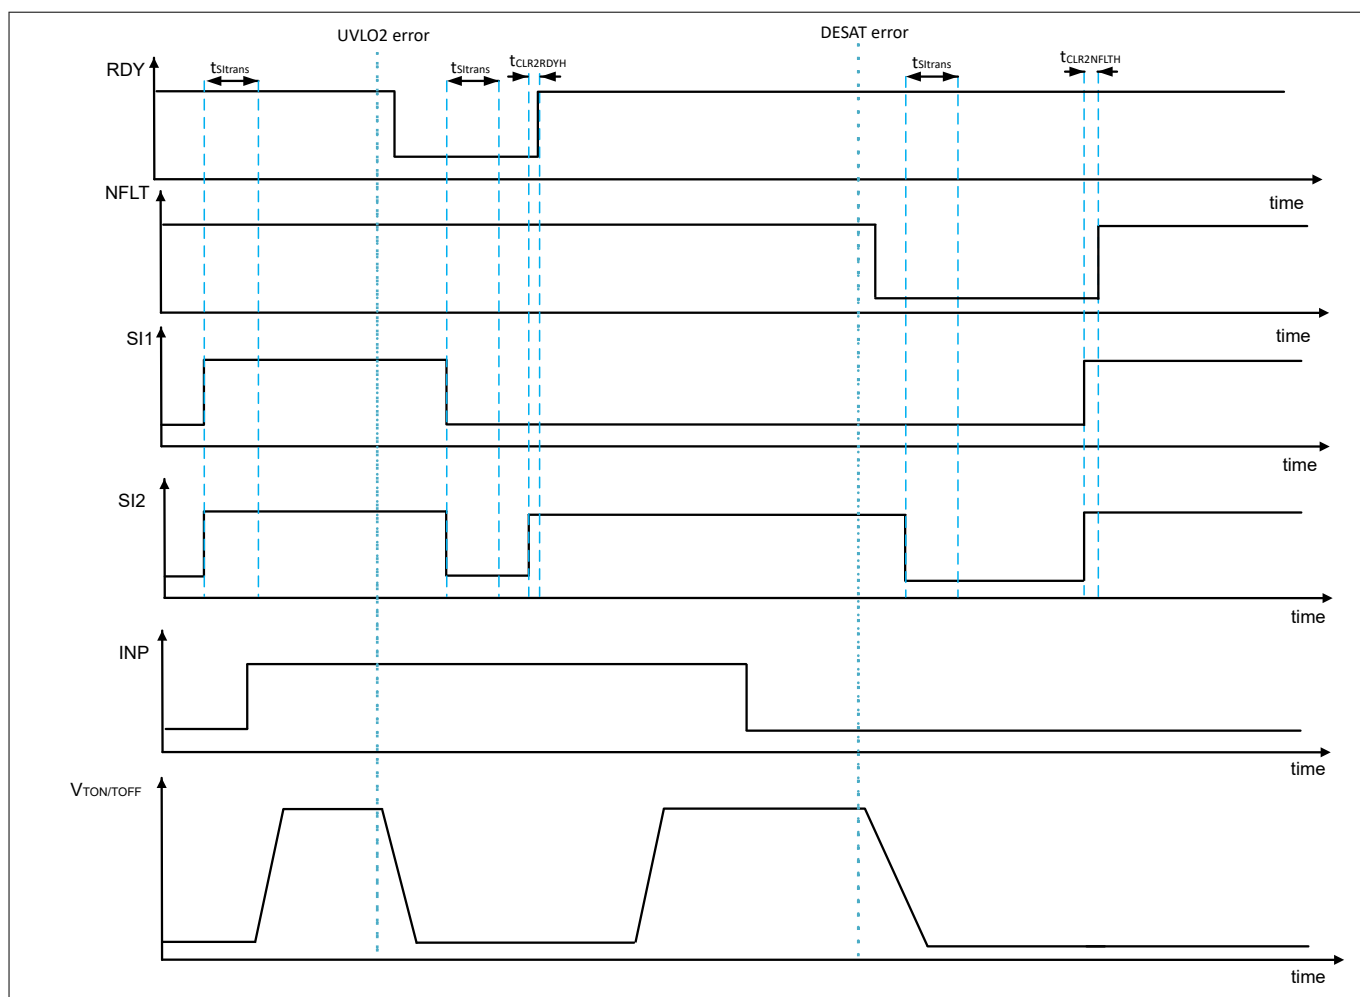 UVLO2 error
DESAT error
tSItrans
tSItrans
tCLR2RDYH
tSItrans
tCLR2NFLTH
RDY
time
NFLT
time
SI1
time
SI2
time
INP
time
VTON/TOFF
time